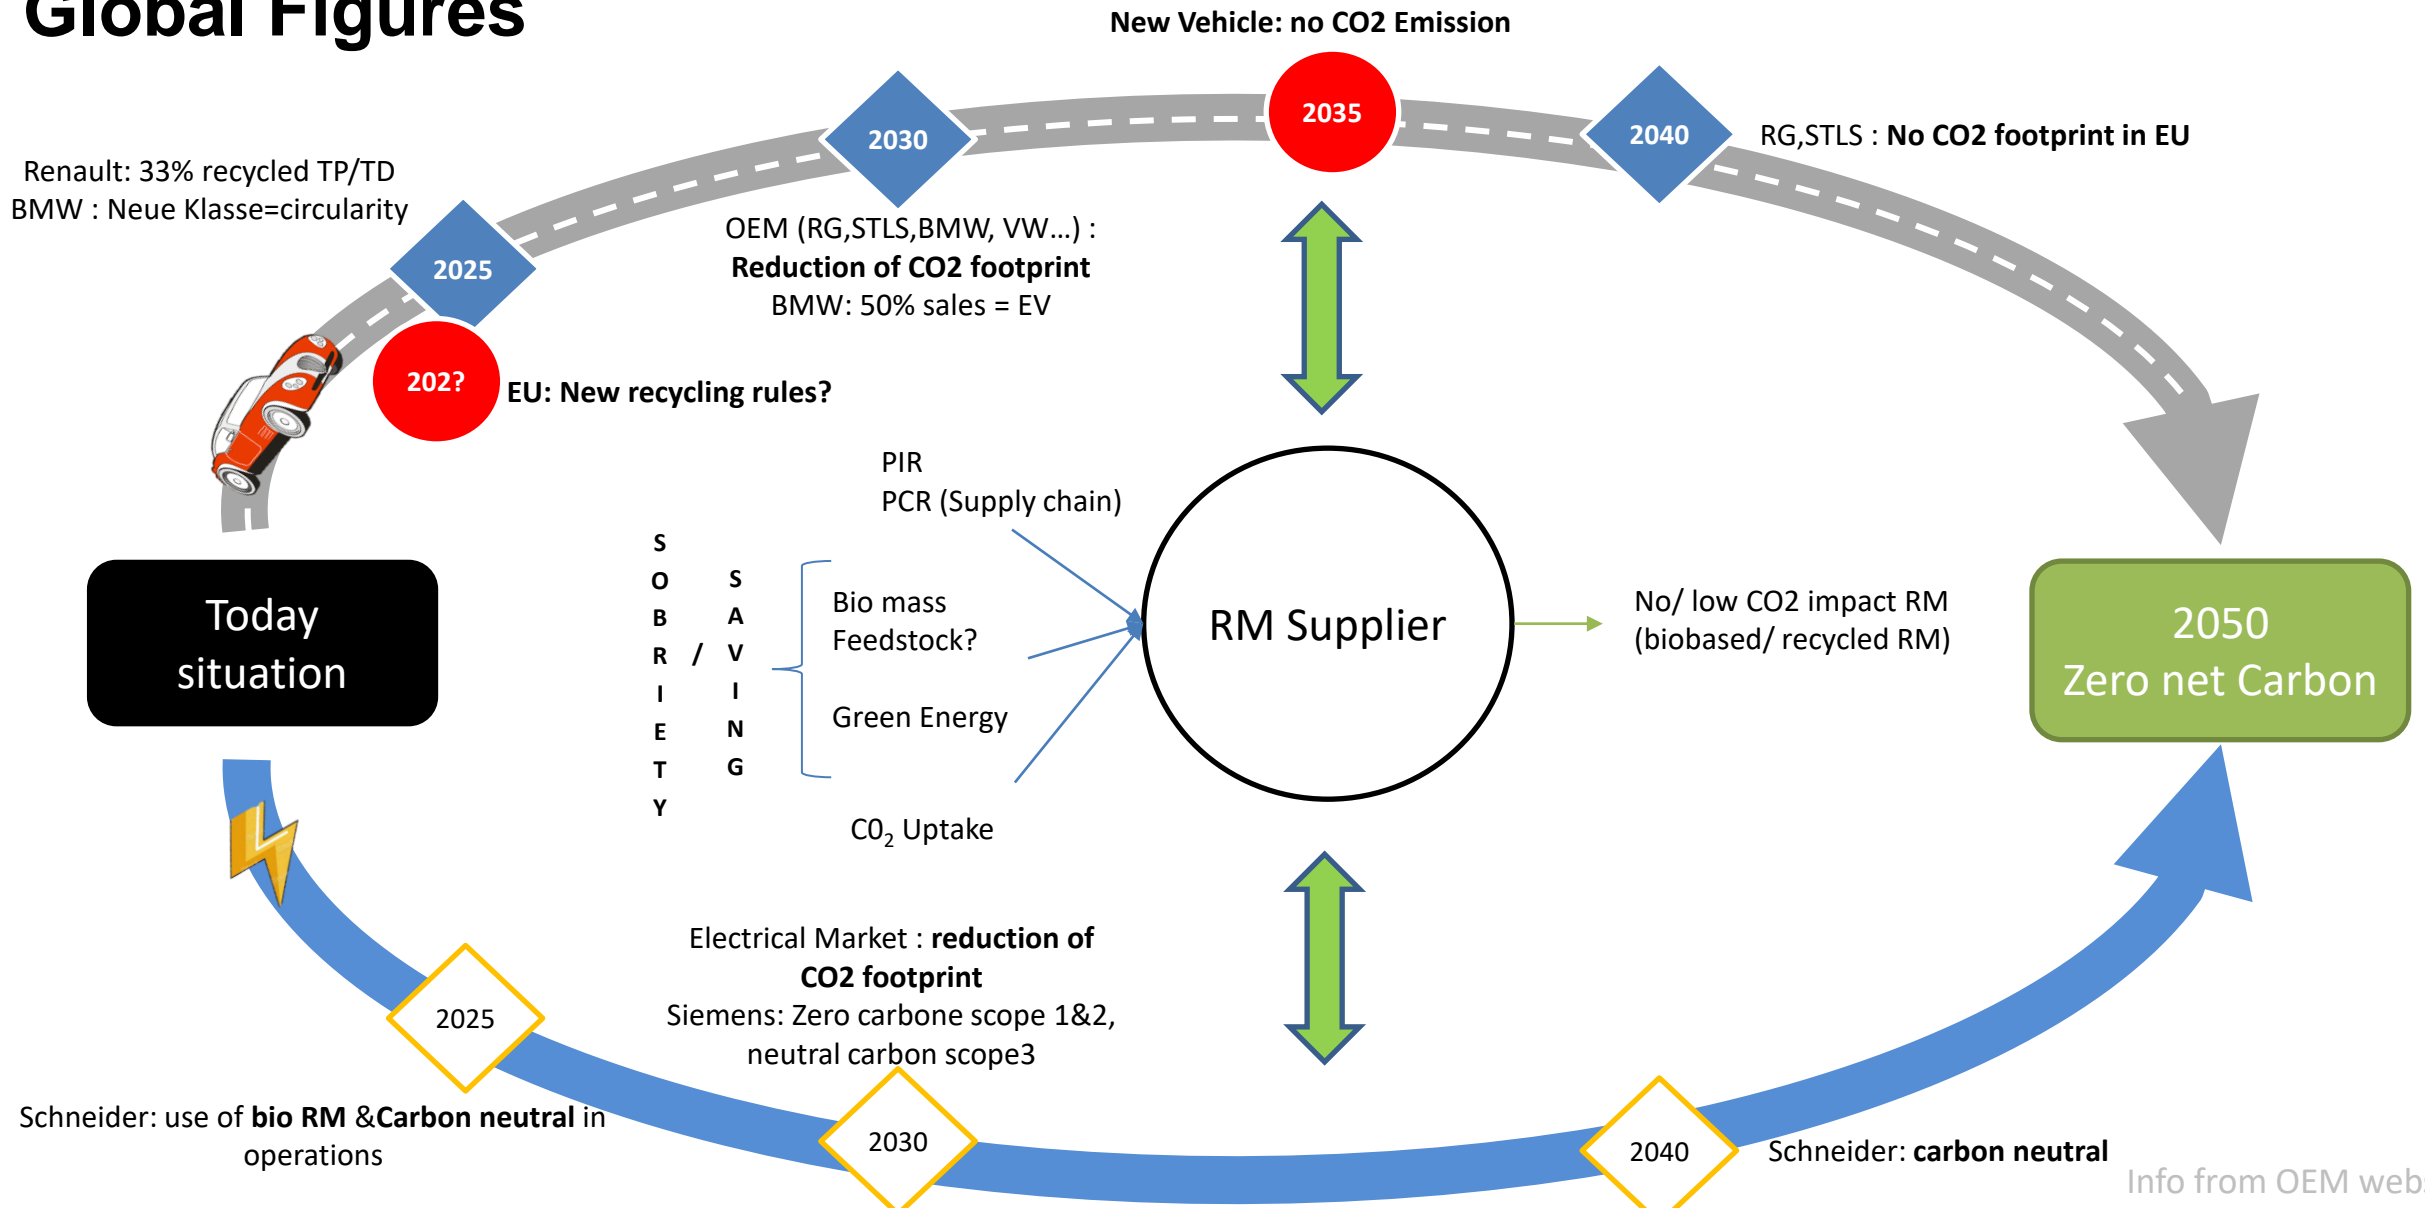 Global Figures
New Vehicle: no CO2 Emission
2035
2030
2040
RG,STLS : No CO2 footprint in EU
Renault: 33% recycled TP/TD
BMW : Neue Klasse=circularity
2025
OEM (RG,STLS,BMW, VW...) :
Reduction of CO2 footprint
BMW: 50% sales = EV
202?
EU: New recycling rules?
PIR
PCR (Supply chain)
SOBRIETY
/
SAVING
Bio mass
Feedstock?
Green Energy
C0₂ Uptake
RM Supplier
No/ low CO2 impact RM
(biobased/ recycled RM)
Today
situation
2050
Zero net Carbon
Electrical Market : reduction of
CO2 footprint
Siemens: Zero carbone scope 1&2,
neutral carbon scope3
2025
Schneider: use of bio RM &Carbon neutral in
operations
2030
2040
Schneider: carbon neutral
Info from OEM